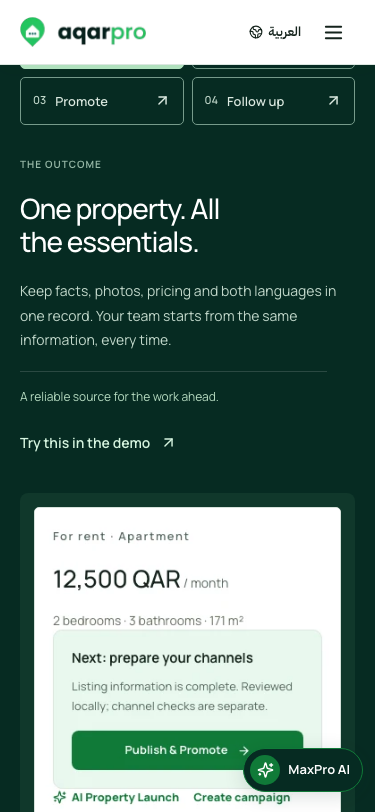 aqarpro
العربية
03 Promote
04 Follow up
THE OUTCOME
One property. All
the essentials.
Keep facts, photos, pricing and both languages in
one record. Your team starts from the same
information, every time.
A reliable source for the work ahead.
Try this in the demo
For rent · Apartment
12,500 QAR / month
2 bedrooms · 3 bathrooms · 171 m²
Next: prepare your channels
Listing information is complete. Reviewed
locally; channel checks are separate.
Publish & Promote
MaxPro AI
AI Property Launch Create campaign